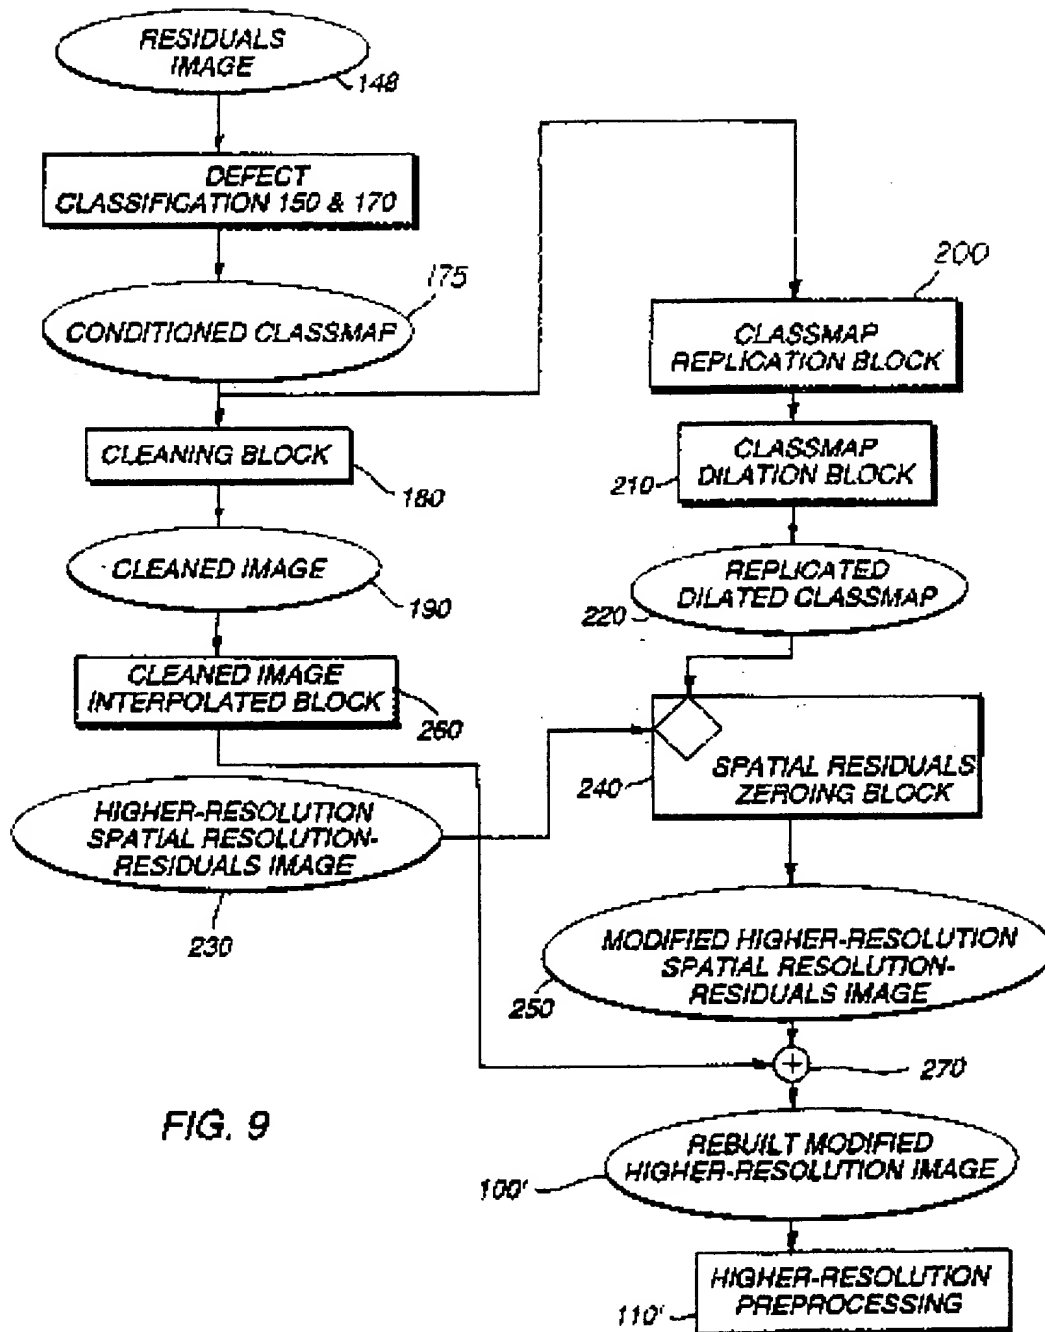 RESIDUALS
IMAGE
148
DEFECT
CLASSIFICATION 150 & 170
175
CONDITIONED CLASSMAP
CLEANING BLOCK
180
CLEANED IMAGE
190
CLEANED IMAGE
INTERPOLATED BLOCK
260
HIGHER-RESOLUTION
SPATIAL RESOLUTION-
RESIDUALS IMAGE
230
200
CLASSMAP
REPLICATION BLOCK
CLASSMAP
DILATION BLOCK
210
REPLICATED
DILATED CLASSMAP
220
SPATIAL RESIDUALS
ZEROING BLOCK
240
MODIFIED HIGHER-RESOLUTION
SPATIAL RESOLUTION-
RESIDUALS IMAGE
250
+
270
REBUILT MODIFIED
HIGHER-RESOLUTION IMAGE
100'
HIGHER-RESOLUTION
PREPROCESSING
110'
FIG. 9